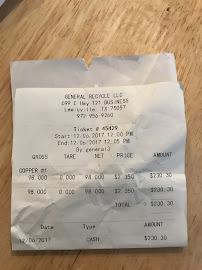 GENERAL RECYCLE LLC
699 E Hwy 121 BUSINESS
Lewisville, TX 75057
972 956 9260
Ticket # 45429
Start:12/06/2017 12:00 PM
End:12/06/2017 12:05 PM
By general3
GROSS TARE NET PRICE AMOUNT
COPPER #1
98.000 0.000 98.000 $2.350 $230.30
98.000 0.000 98.000 $2.350 $230.30
TOTAL $230.30
Date Type Amount
12/06/2017 CASH $230.30